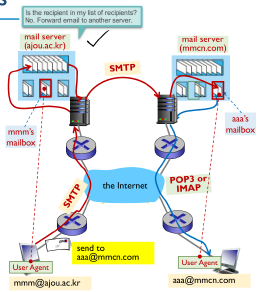 Is the recipient in my list of recipients?
No. Forward email to another server.
mail server
(ajou.ac.kr)
mail server
(mmcn.com)
SMTP
mmm's
mailbox
aaa's
mailbox
the Internet
POP3 or
IMAP
SMTP
send to
aaa@mmcn.com
User Agent
User Agent
mmm@ajou.ac.kr
aaa@mmcn.com